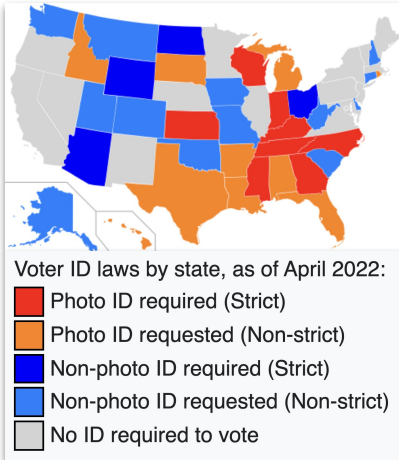 Voter ID laws by state, as of April 2022:
Photo ID required (Strict)
Photo ID requested (Non-strict)
Non-photo ID required (Strict)
Non-photo ID requested (Non-strict)
No ID required to vote